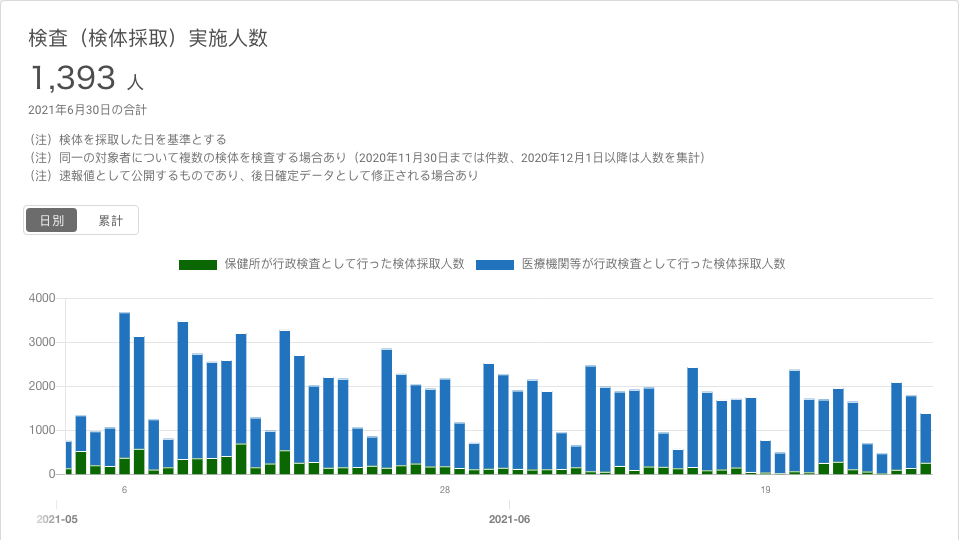 検査（検体採取）実施人数
1,393 人
2021年6月30日の合計
（注）検体を採取した日を基準とする
（注）同一の対象者について複数の検体を検査する場合あり（2020年11月30日までは件数、2020年12月1日以降は人数を集計）
（注）速報値として公開するものであり、後日確定データとして修正される場合あり
日別 累計
保健所が行政検査として行った検体採取人数 医療機関等が行政検査として行った検体採取人数
4000
3000
2000
1000
0
6 28 19
2021-05 2021-06